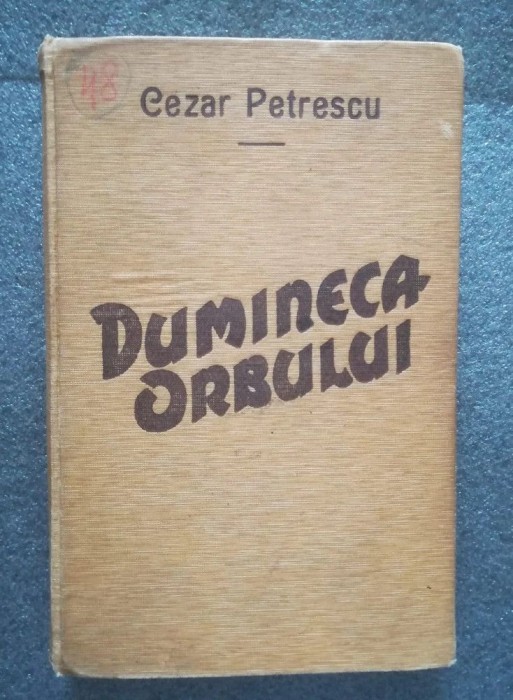 48
Cezar Petrescu
DUMINECA
ORBULUI